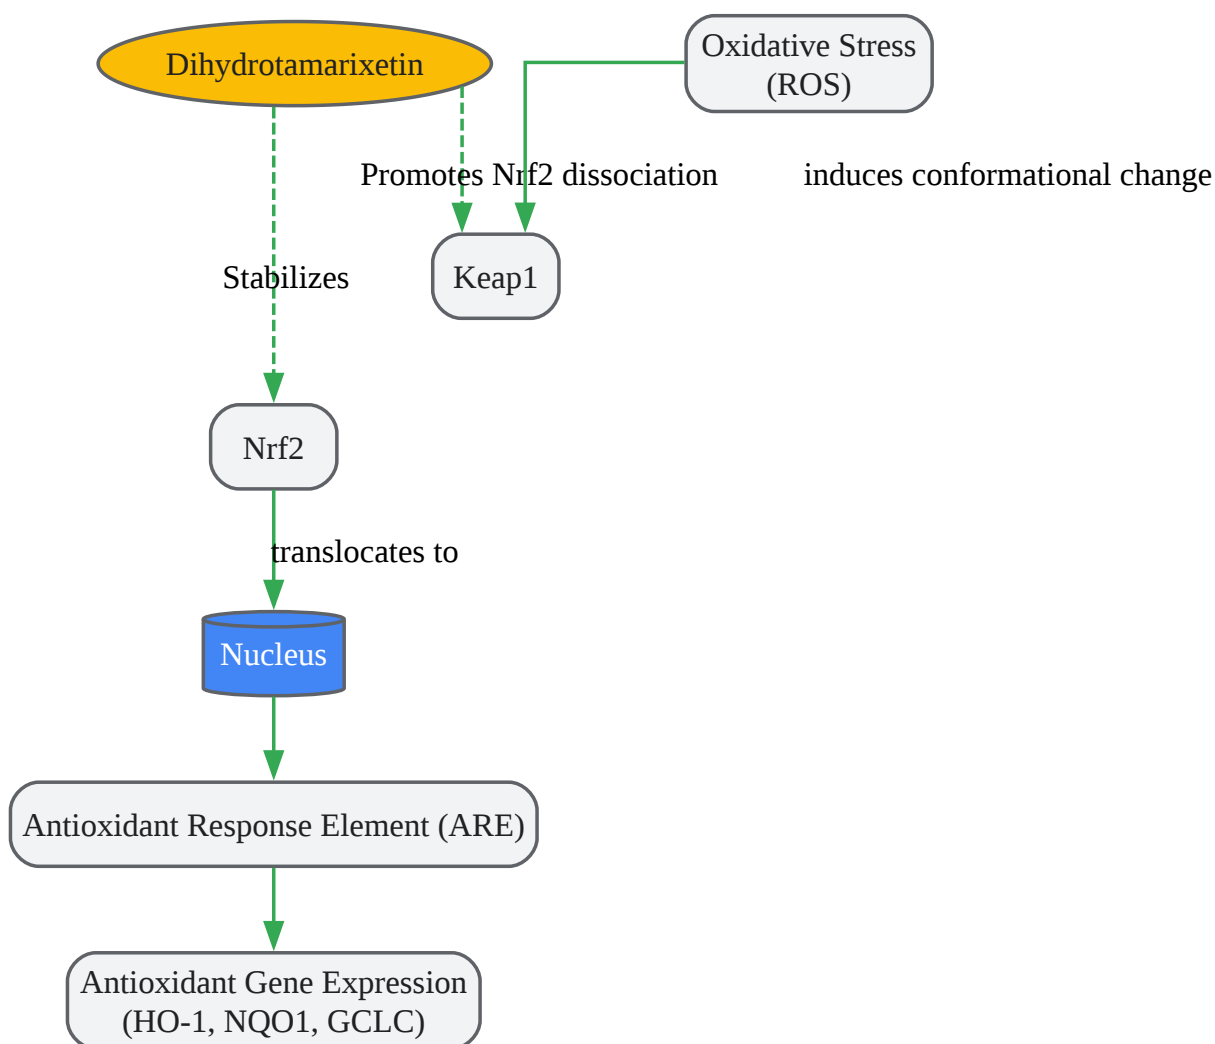 Dihydrotamarixetin
Oxidative Stress
(ROS)
Promotes Nrf2 dissociation
induces conformational change
Stabilizes
Keap1
Nrf2
translocates to
Nucleus
Antioxidant Response Element (ARE)
Antioxidant Gene Expression
(HO-1, NQO1, GCLC)